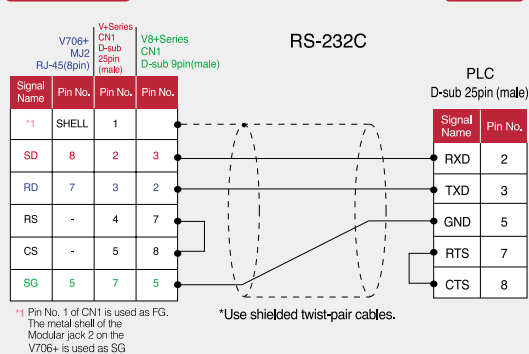 RS-232C
V706+
MJ2
RJ-45(8pin)
V+Series
CN1
D-sub
25pin
(male)
V8+Series
CN1
D-sub 9pin(male)
Signal Name Pin No. Pin No. Pin No.
*1 SHELL 1
SD 8 2 3
RD 7 3 2
RS - 4 7
CS - 5 8
SG 5 7 5
PLC
D-sub 25pin (male)
Signal Name Pin No.
RXD 2
TXD 3
GND 5
RTS 7
CTS 8
*1 Pin No. 1 of CN1 is used as FG.
The metal shell of the
Modular jack 2 on the
V706+ is used as SG
*Use shielded twist-pair cables.